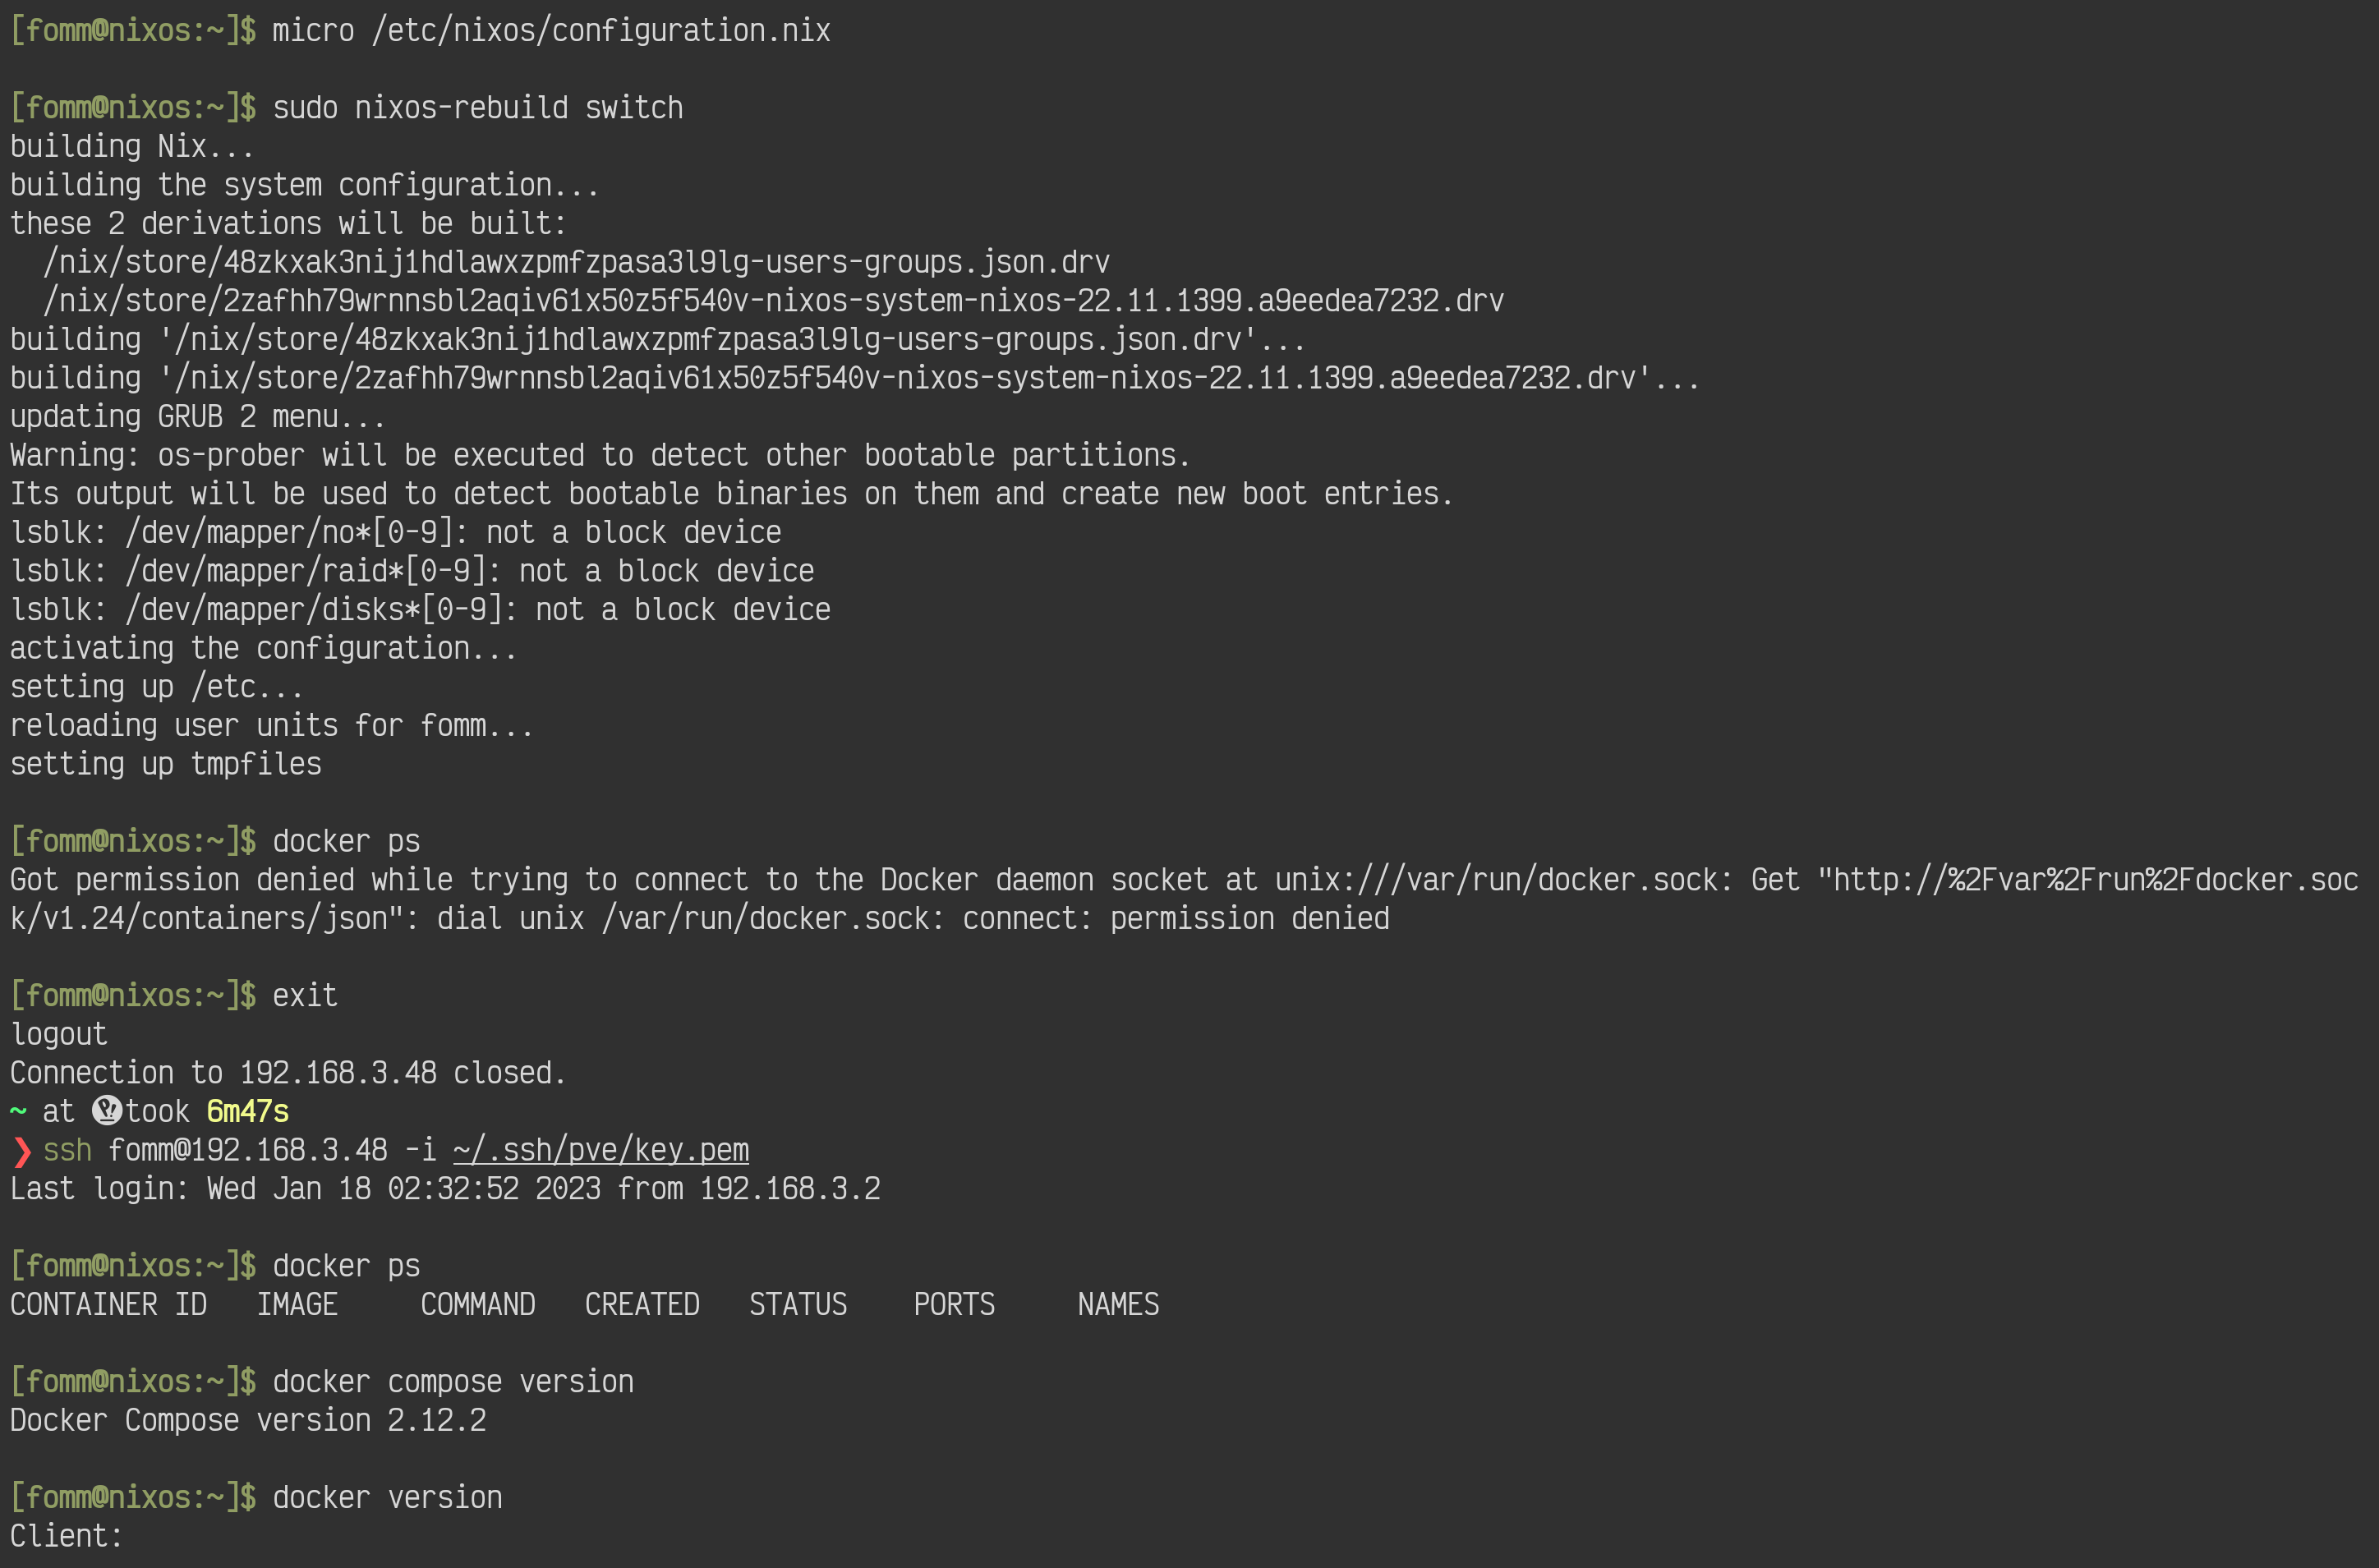 [fomm@nixos:~]$ micro /etc/nixos/configuration.nix
[fomm@nixos:~]$ sudo nixos-rebuild switch
building Nix...
building the system configuration...
these 2 derivations will be built:
  /nix/store/48zkxak3nij1hdlawxzpmfzpasa3l9lg-users-groups.json.drv
  /nix/store/2zafhh79wrnnsbl2aqiv61x50z5f540v-nixos-system-nixos-22.11.1399.a9eedea7232.drv
building '/nix/store/48zkxak3nij1hdlawxzpmfzpasa3l9lg-users-groups.json.drv'...
building '/nix/store/2zafhh79wrnnsbl2aqiv61x50z5f540v-nixos-system-nixos-22.11.1399.a9eedea7232.drv'...
updating GRUB 2 menu...
Warning: os-prober will be executed to detect other bootable partitions.
Its output will be used to detect bootable binaries on them and create new boot entries.
lsblk: /dev/mapper/no*[0-9]: not a block device
lsblk: /dev/mapper/raid*[0-9]: not a block device
lsblk: /dev/mapper/disks*[0-9]: not a block device
activating the configuration...
setting up /etc...
reloading user units for fomm...
setting up tmpfiles
[fomm@nixos:~]$ docker ps
Got permission denied while trying to connect to the Docker daemon socket at unix:///var/run/docker.sock: Get "http://%2Fvar%2Frun%2Fdocker.soc
k/v1.24/containers/json": dial unix /var/run/docker.sock: connect: permission denied
[fomm@nixos:~]$ exit
logout
Connection to 192.168.3.48 closed.
~ at took 6m47s
❯ ssh fomm@192.168.3.48 -i ~/.ssh/pve/key.pem
Last login: Wed Jan 18 02:32:52 2023 from 192.168.3.2
[fomm@nixos:~]$ docker ps
CONTAINER ID   IMAGE     COMMAND   CREATED   STATUS    PORTS     NAMES
[fomm@nixos:~]$ docker compose version
Docker Compose version 2.12.2
[fomm@nixos:~]$ docker version
Client: